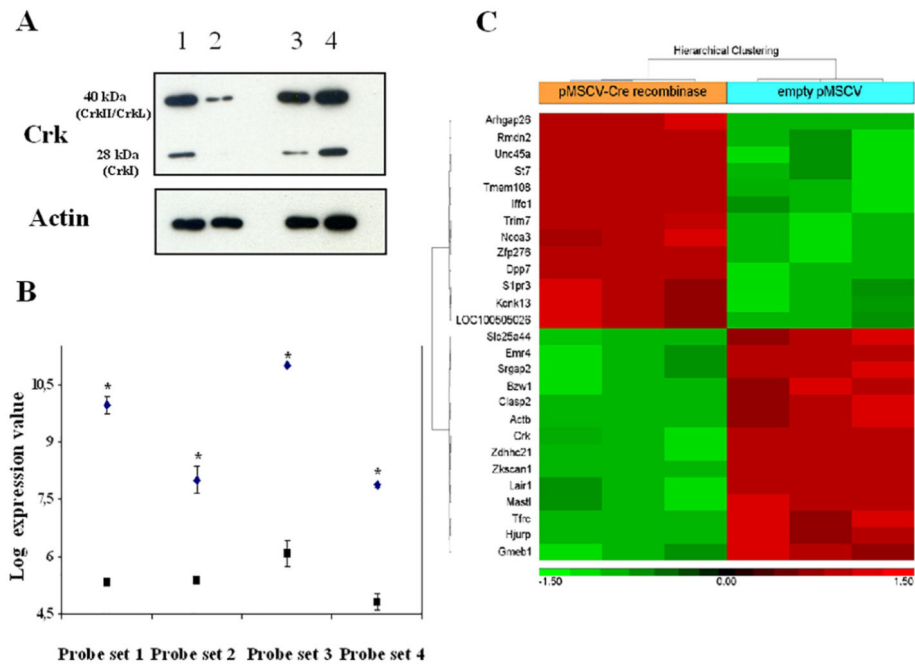 A
1 2 3 4
40 kDa
(CrkII/CrkL)
Crk
28 kDa
(CrkI)
Actin
B
Log expression value
10,5
9
7,5
6
4,5
* * * *
Probe set 1 Probe set 2 Probe set 3 Probe set 4
C
Hierarchical Clustering
pMSCV-Cre recombinase empty pMSCV
Arhgap26
Rmdn2
Unc45a
St7
Tmem108
Iffo1
Trim7
Ncoa3
Zfp276
Dpp7
S1pr3
Kcnk13
LOC100505026
Slc25a44
Emr4
Srgap2
Bzw1
Clasp2
Actb
Crk
Zdhhc21
Zkscan1
Lair1
Mastl
Tfrc
Hjurp
Gmeb1
-1.50 0.00 1.50